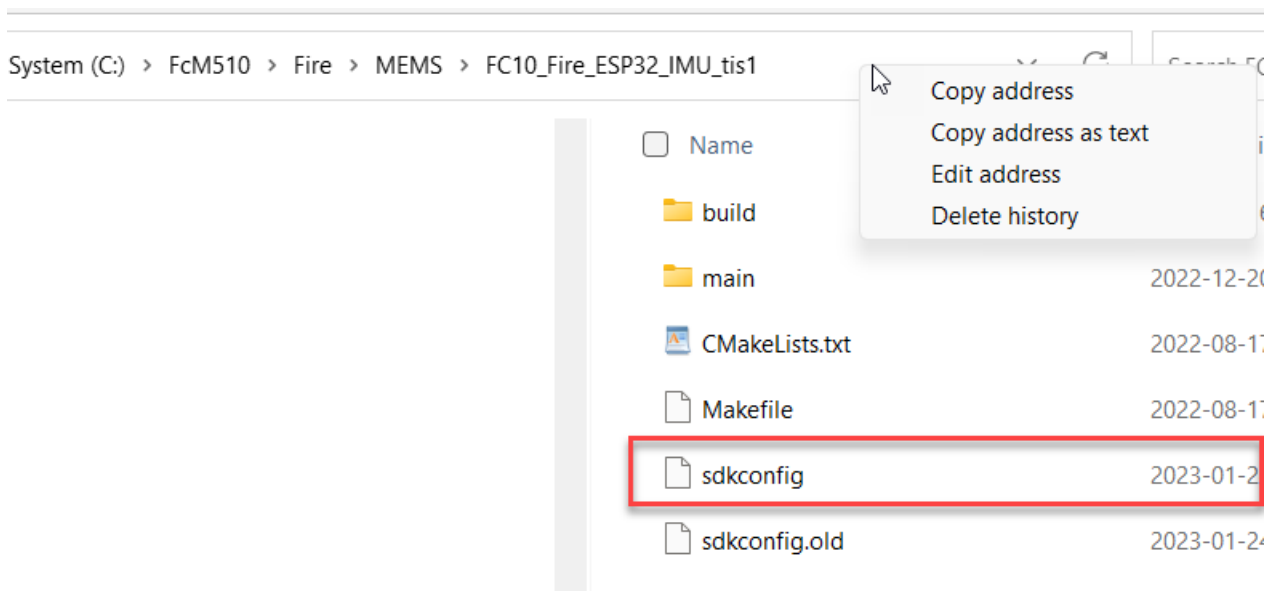 System (C:) > FcM510 > Fire > MEMS > FC10_Fire_ESP32_IMU_tis1
Copy address
Copy address as text
Edit address
Delete history
Name
build
main 2022-12-20
CMakeLists.txt 2022-08-17
Makefile 2022-08-17
sdkconfig 2023-01-2
sdkconfig.old 2023-01-24